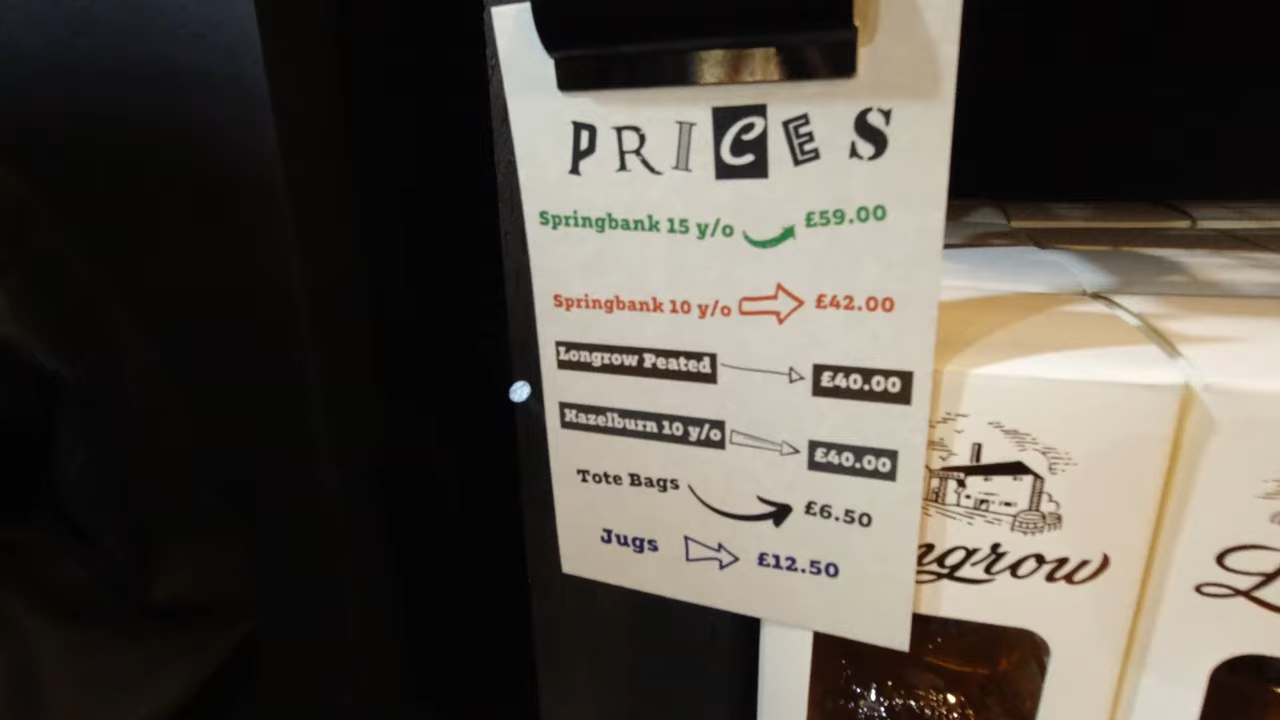 PRICES
Springbank 15 y/o £59.00
Springbank 10 y/o £42.00
Longrow Peated £40.00
Hazelburn 10 y/o £40.00
Tote Bags £6.50
Jugs £12.50